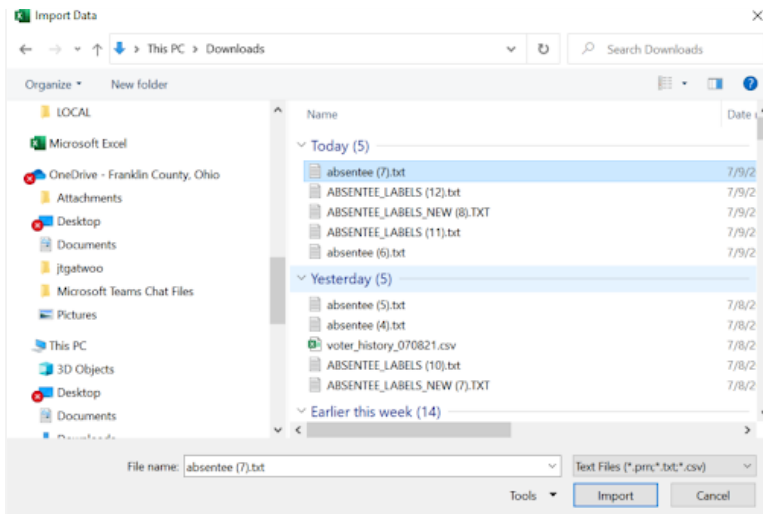 Import Data
This PC > Downloads
Search Downloads
Organize
New folder
LOCAL
Microsoft Excel
OneDrive - Franklin County, Ohio
Attachments
Desktop
Documents
jtgatwoo
Microsoft Teams Chat Files
Pictures
This PC
3D Objects
Desktop
Documents
Downloads
Name
Date
Today (5)
absentee (7).txt 7/9/2
ABSENTEE_LABELS (12).txt 7/9/2
ABSENTEE_LABELS_NEW (8).TXT 7/9/2
ABSENTEE_LABELS (11).txt 7/9/2
absentee (6).txt 7/9/2
Yesterday (5)
absentee (5).txt 7/8/2
absentee (4).txt 7/8/2
voter_history_070821.csv 7/8/2
ABSENTEE_LABELS (10).txt 7/8/2
ABSENTEE_LABELS_NEW (7).TXT 7/8/2
Earlier this week (14)
File name: absentee (7).txt
Text Files (*.prn;*.txt;*.csv)
Tools
Import
Cancel